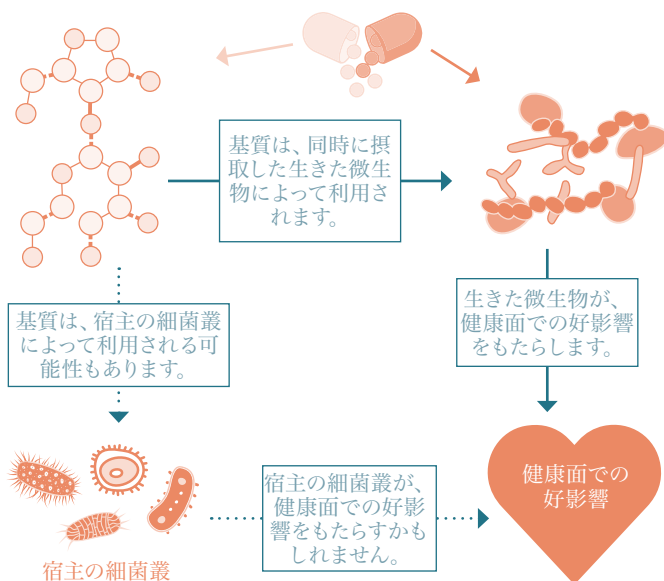 基質は、同時に摂
取した生きた微生
物によって利用さ
れます。
基質は、宿主の細菌叢
によって利用される可
能性もあります。
生きた微生物が、
健康面での好影響
をもたらします。
宿主の細菌叢が、
健康面での好影
響をもたらすかも
しれません。
健康面での
好影響
宿主の細菌叢